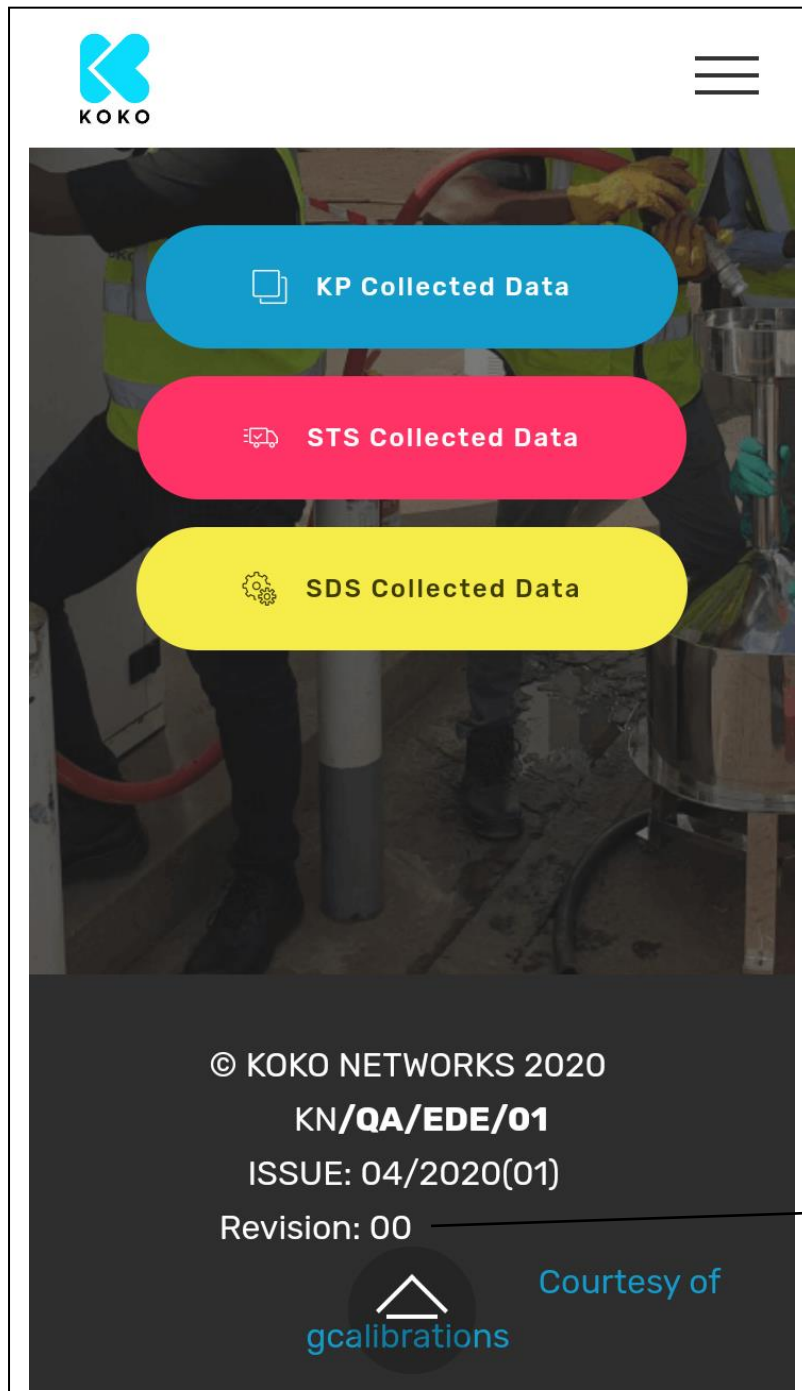 KOKO
KP Collected Data
STS Collected Data
SDS Collected Data
© KOKO NETWORKS 2020
KN/QA/EDE/01
ISSUE: 04/2020(01)
Revision: 00
Courtesy of
gcalibrations